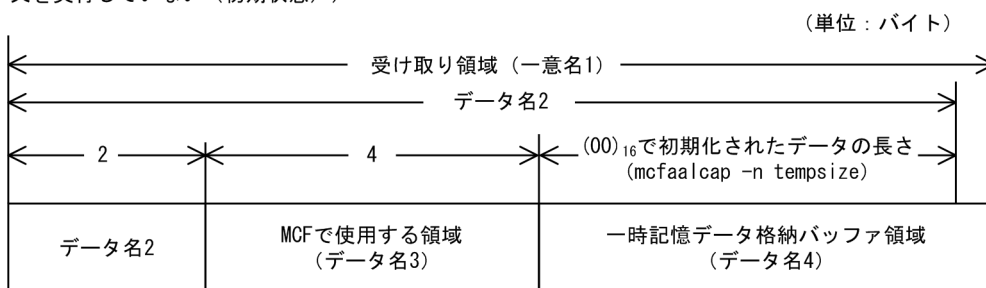 （単位：バイト）
受け取り領域（一意名1）
データ名2
2
4
(00)₁₆で初期化されたデータの長さ
(mcfaalcap -n tempsize)
データ名2
MCFで使用する領域
（データ名3）
一時記憶データ格納バッファ領域
（データ名4）